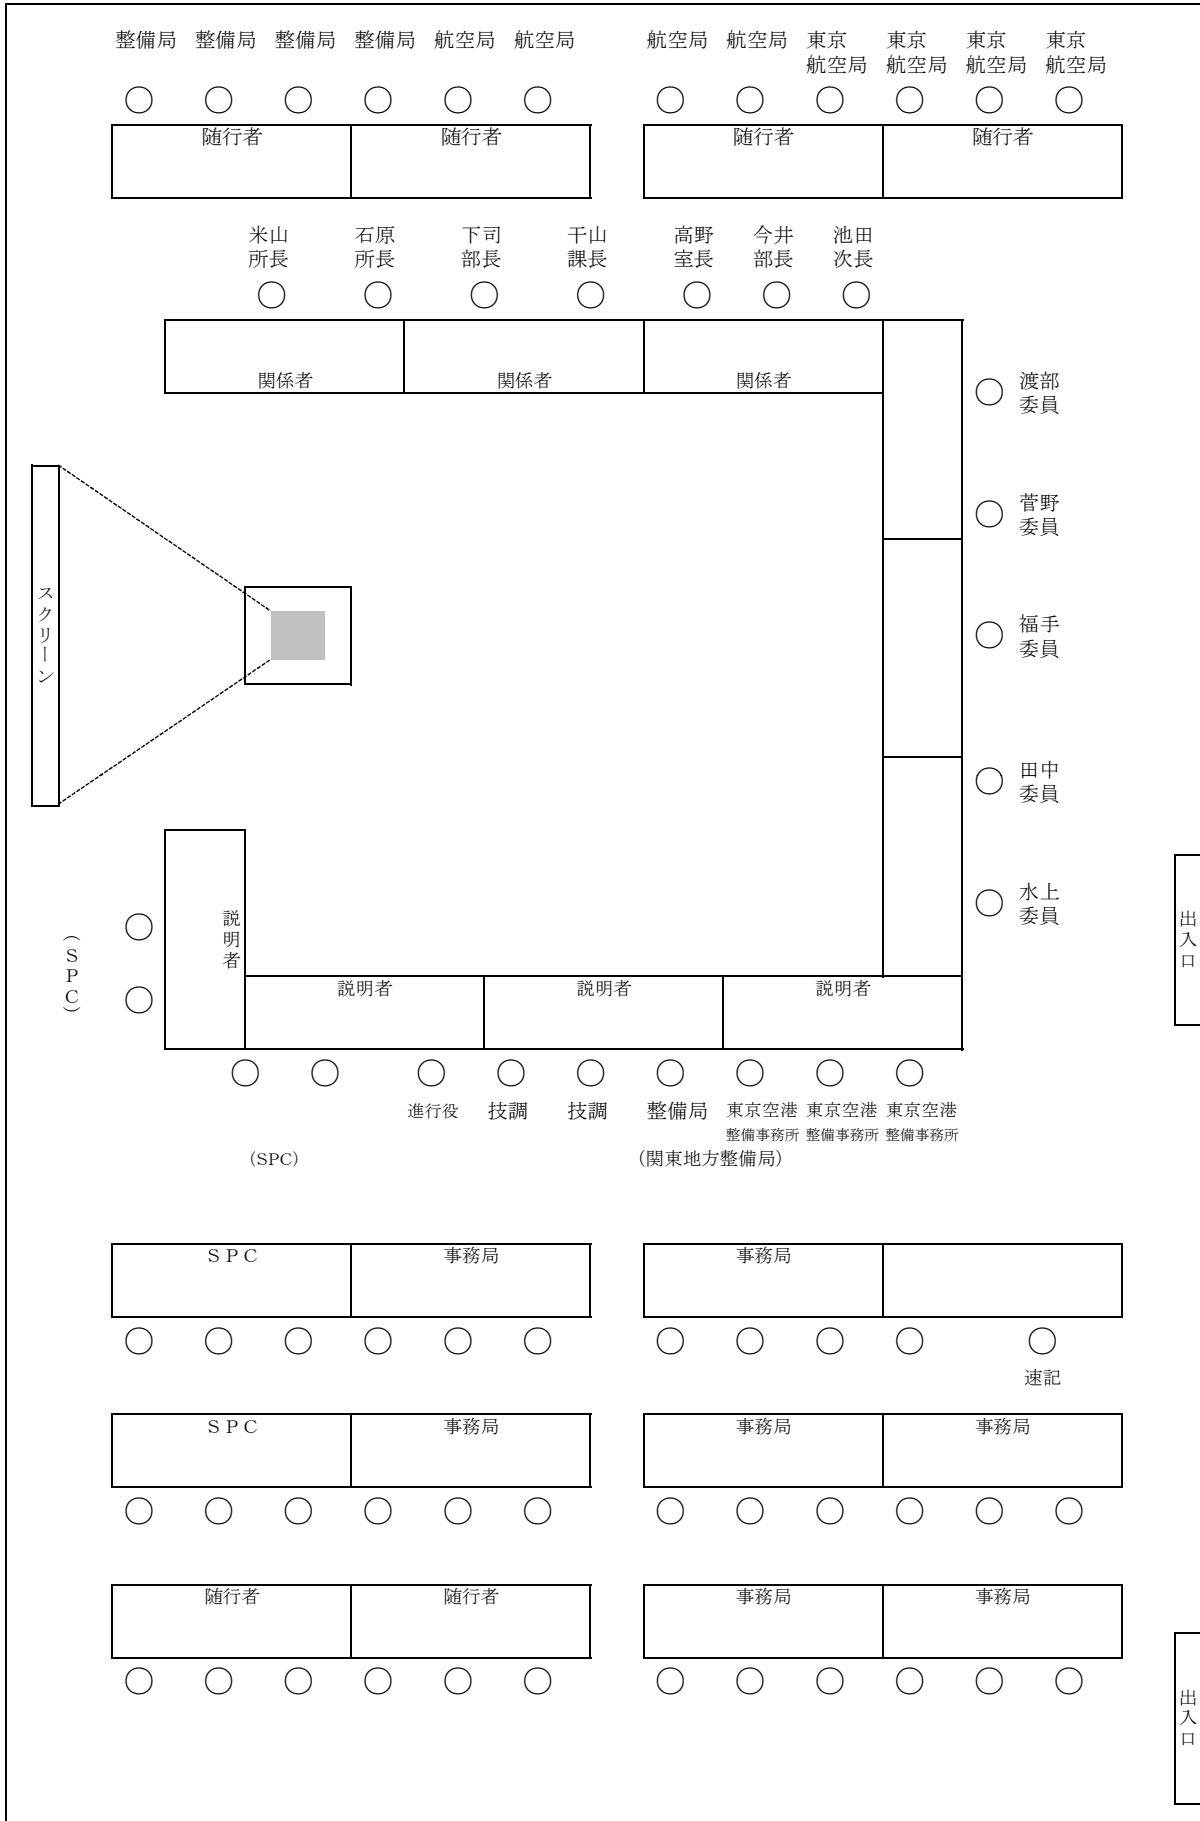 整備局 整備局 整備局 整備局 航空局 航空局 航空局 航空局 東京 東京 東京 東京
航空局 航空局 航空局 航空局
随行者 随行者 随行者 随行者
米山 石原 下司 干山 高野 今井 池田
所長 所長 部長 課長 室長 部長 次長
関係者 関係者 関係者
渡部
委員
菅野
委員
スクリーン
福手
委員
田中
委員
水上
委員
出入口
説明者
（SPC）
説明者 説明者 説明者
進行役 技調 技調 整備局 東京空港 東京空港 東京空港
整備事務所 整備事務所 整備事務所
（SPC） （関東地方整備局）
ＳＰＣ 事務局 事務局
速記
ＳＰＣ 事務局 事務局 事務局
随行者 随行者 事務局 事務局
出入口